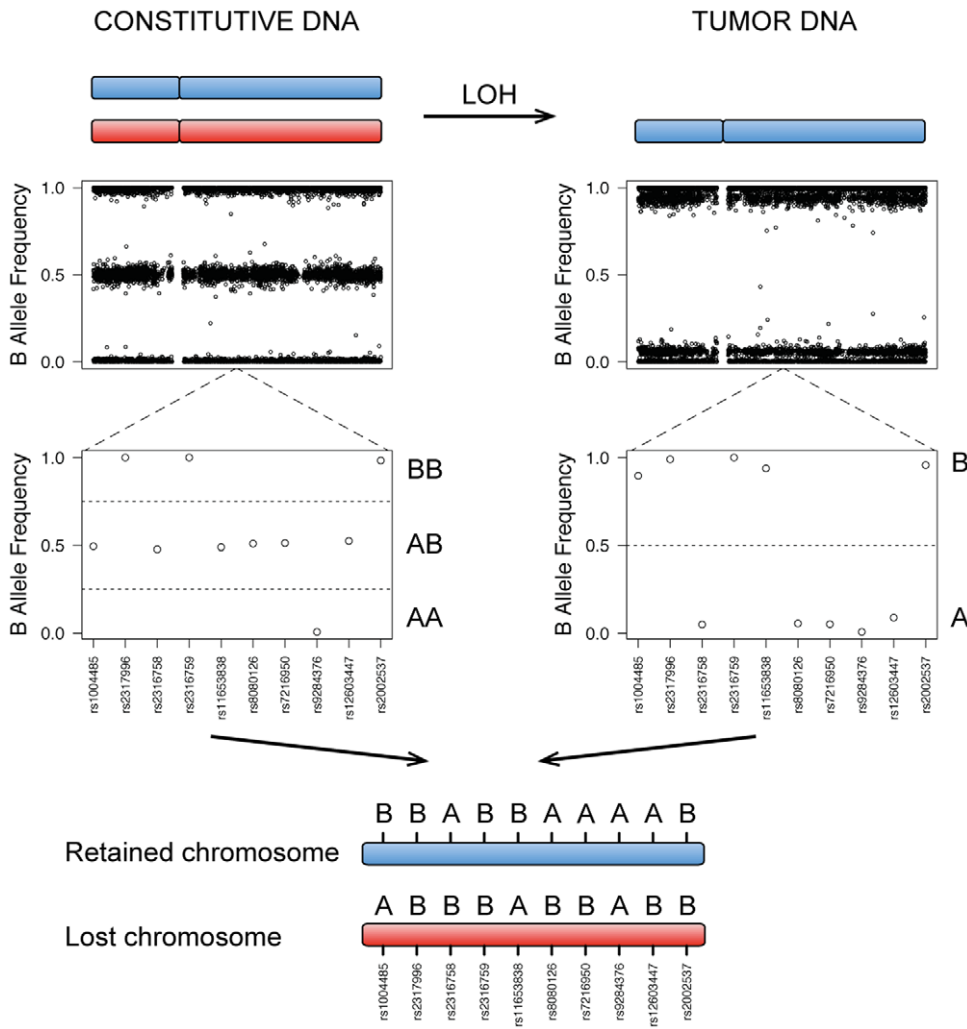 CONSTITUTIVE DNA
TUMOR DNA
LOH
B Allele Frequency
1.0
0.5
0.0
B Allele Frequency
1.0
0.5
0.0
B Allele Frequency
1.0
0.5
0.0
BB
AB
AA
rs1004485
rs2317996
rs2316758
rs2316759
rs11653838
rs8080126
rs7216950
rs9284376
rs12603447
rs2002537
B Allele Frequency
1.0
0.5
0.0
B
A
rs1004485
rs2317996
rs2316758
rs2316759
rs11653838
rs8080126
rs7216950
rs9284376
rs12603447
rs2002537
B B A B B A A A A B
Retained chromosome
A B B B A B B A B B
Lost chromosome
rs1004485
rs2317996
rs2316758
rs2316759
rs11653838
rs8080126
rs7216950
rs9284376
rs12603447
rs2002537